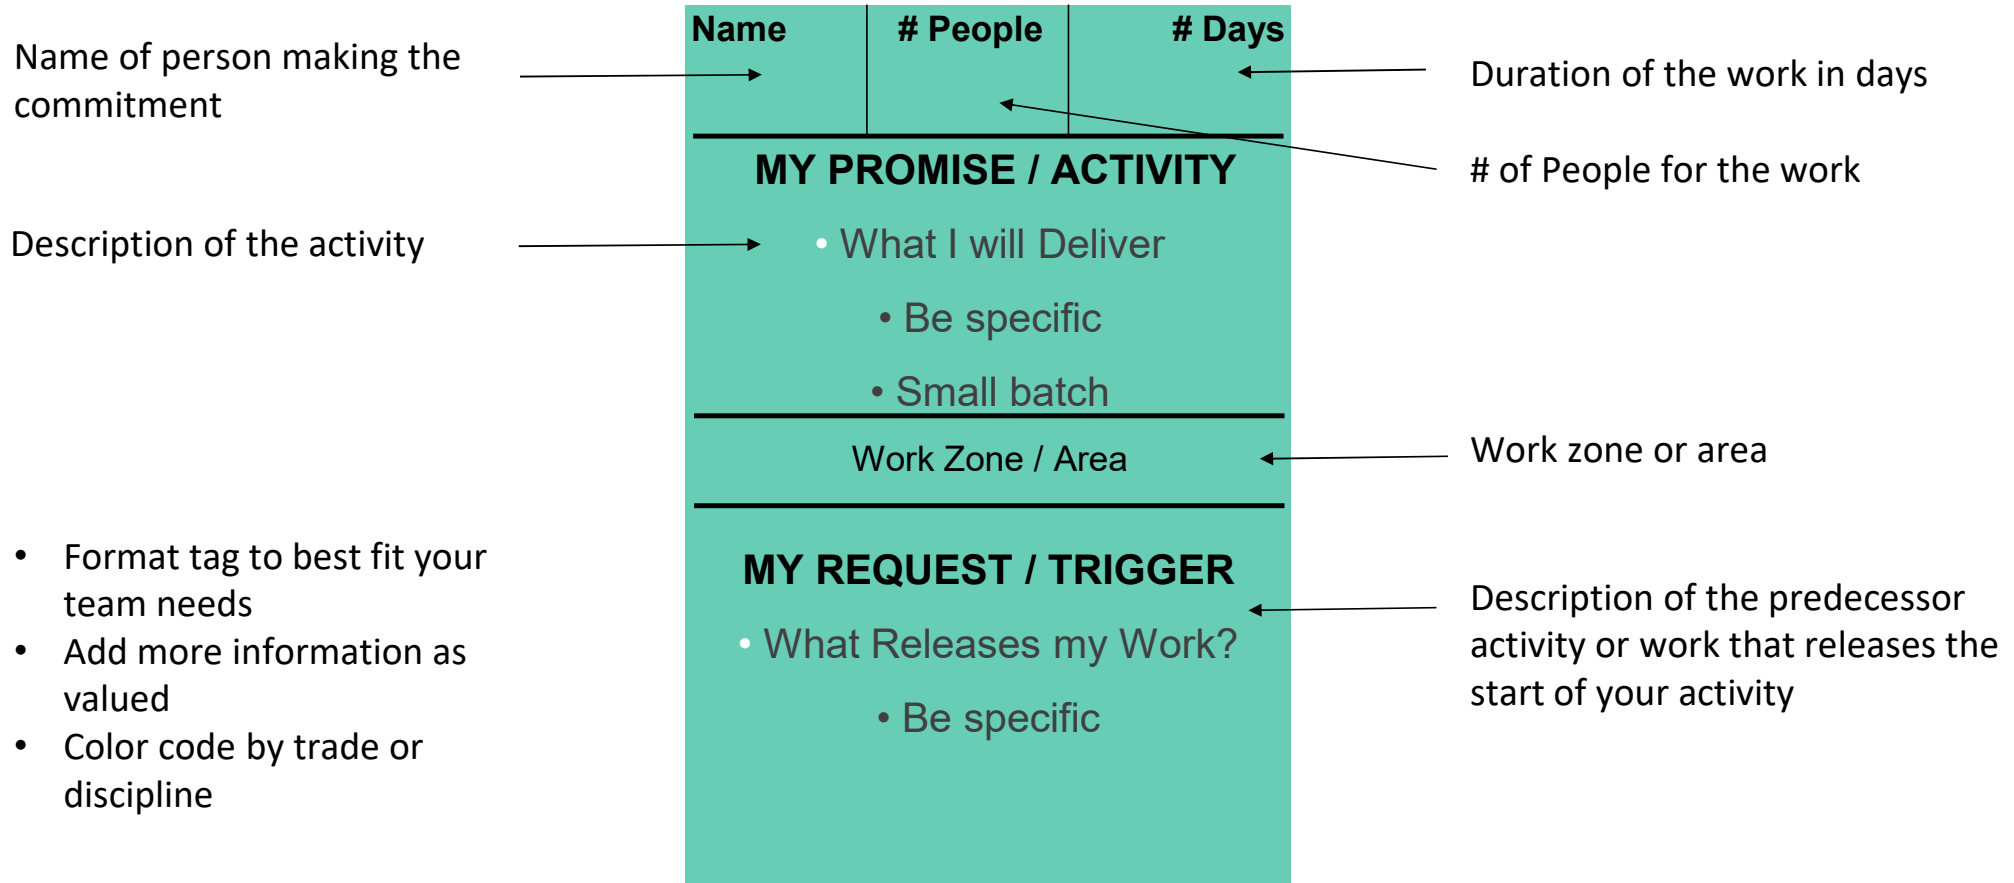 Name of person making the
commitment
Description of the activity
• Format tag to best fit your
team needs
• Add more information as
valued
• Color code by trade or
discipline
Name # People # Days
MY PROMISE / ACTIVITY
• What I will Deliver
• Be specific
• Small batch
Work Zone / Area
MY REQUEST / TRIGGER
• What Releases my Work?
• Be specific
Duration of the work in days
# of People for the work
Work zone or area
Description of the predecessor
activity or work that releases the
start of your activity